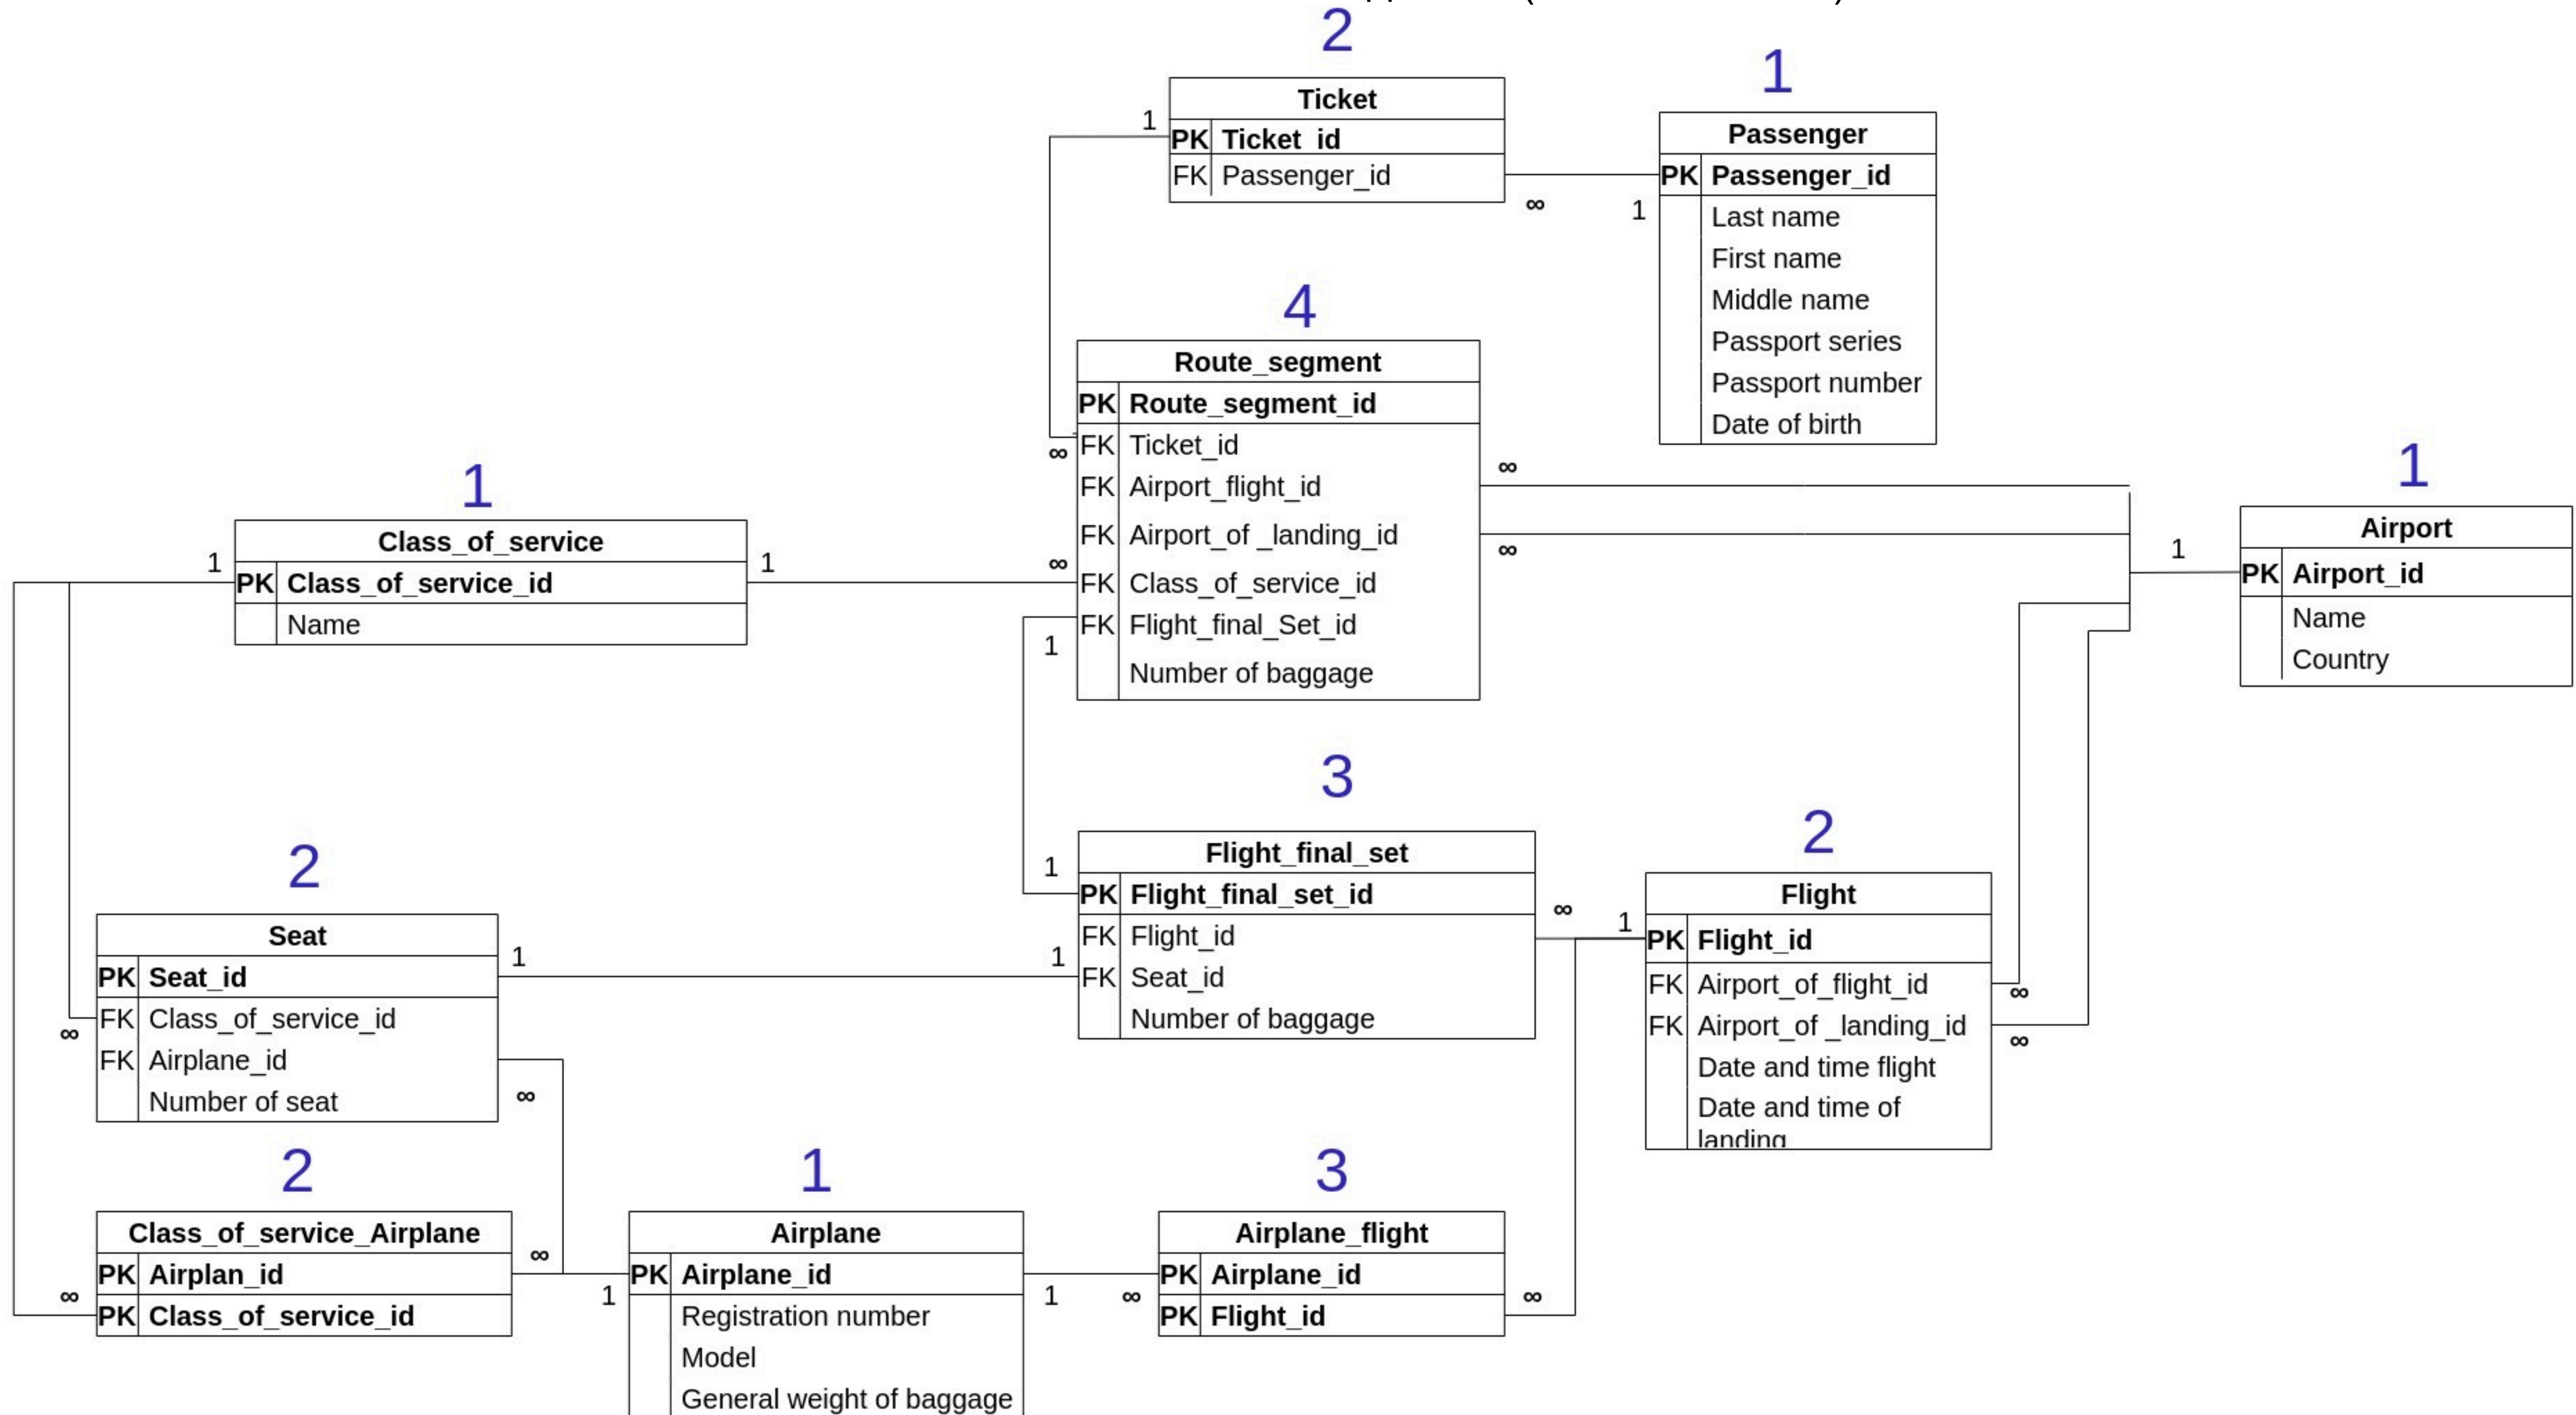 2
Ticket
1
PK Ticket_id
FK Passenger_id
∞
1
1
Passenger
PK Passenger_id
Last name
First name
Middle name
Passport series
Passport number
Date of birth
4
Route_segment
PK Route_segment_id
∞
FK Ticket_id
FK Airport_flight_id
∞
FK Airport_of _landing_id
∞
∞
FK Class_of_service_id
FK Flight_final_Set_id
1
Number of baggage
1
Airport
1
PK Airport_id
Name
Country
1
Class_of_service
1
PK Class_of_service_id
1
Name
3
Flight_final_set
1
PK Flight_final_set_id
∞
FK Flight_id
1
FK Seat_id
Number of baggage
2
Flight
1
PK Flight_id
FK Airport_of_flight_id
∞
FK Airport_of _landing_id
∞
Date and time flight
Date and time of
landing
2
Seat
PK Seat_id
1
∞
FK Class_of_service_id
FK Airplane_id
Number of seat
∞
2
Class_of_service_Airplane
PK Airplan_id
∞
∞
PK Class_of_service_id
1
Airplane
1
PK Airplane_id
1
Registration number
Model
General weight of baggage
3
Airplane_flight
∞
PK Airplane_id
PK Flight_id
∞